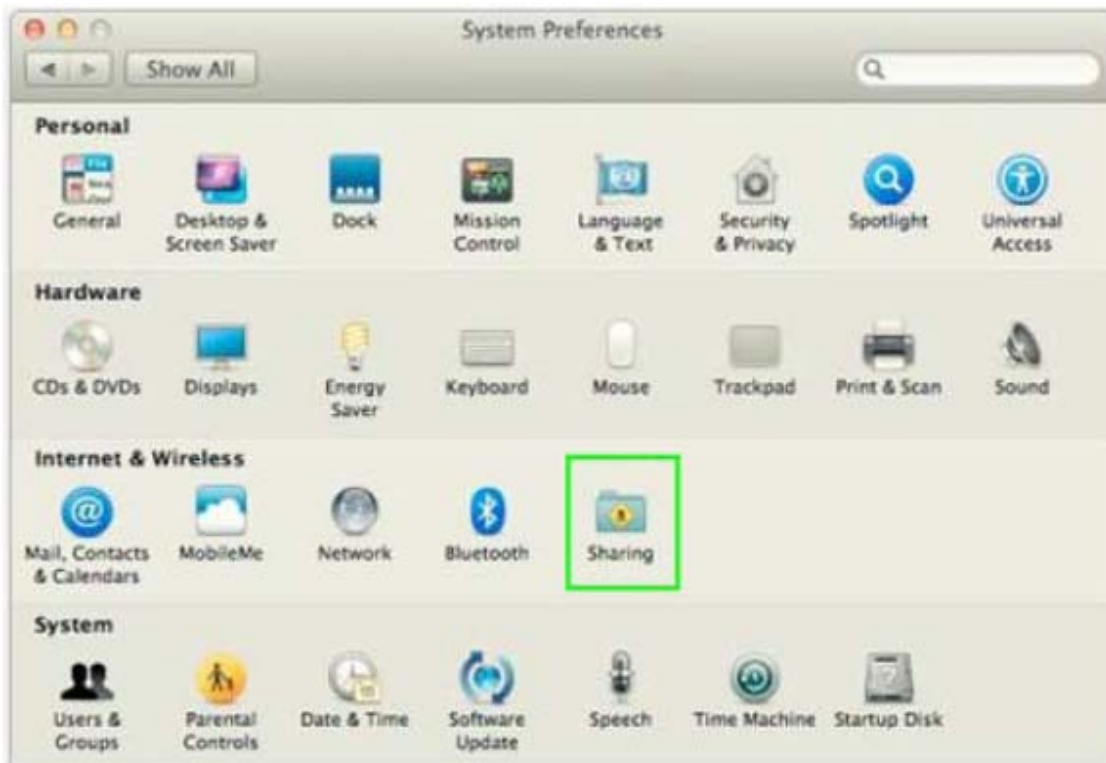 System Preferences
Show All
Personal
General
Desktop &
Screen Saver
Dock
Mission
Control
Language
& Text
Security
& Privacy
Spotlight
Universal
Access
Hardware
CDs & DVDs
Displays
Energy
Saver
Keyboard
Mouse
Trackpad
Print & Scan
Sound
Internet & Wireless
Mail, Contacts
& Calendars
MobileMe
Network
Bluetooth
Sharing
System
Users &
Groups
Parental
Controls
Date & Time
Software
Update
Speech
Time Machine
Startup Disk